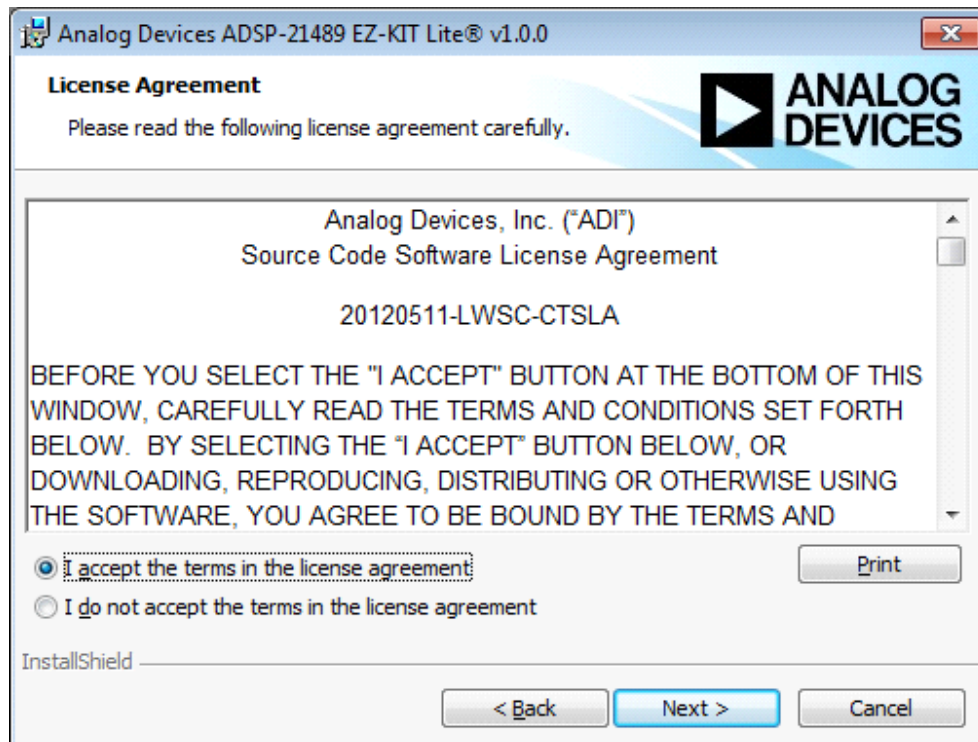 Analog Devices ADSP-21489 EZ-KIT Lite® v1.0.0
License Agreement
Please read the following license agreement carefully.
ANALOG
DEVICES
Analog Devices, Inc. (“ADI”)
Source Code Software License Agreement
20120511-LWSC-CTSLA
BEFORE YOU SELECT THE "I ACCEPT" BUTTON AT THE BOTTOM OF THIS
WINDOW, CAREFULLY READ THE TERMS AND CONDITIONS SET FORTH
BELOW.  BY SELECTING THE “I ACCEPT” BUTTON BELOW, OR
DOWNLOADING, REPRODUCING, DISTRIBUTING OR OTHERWISE USING
THE SOFTWARE, YOU AGREE TO BE BOUND BY THE TERMS AND
I accept the terms in the license agreement
Print
I do not accept the terms in the license agreement
InstallShield
< Back
Next >
Cancel